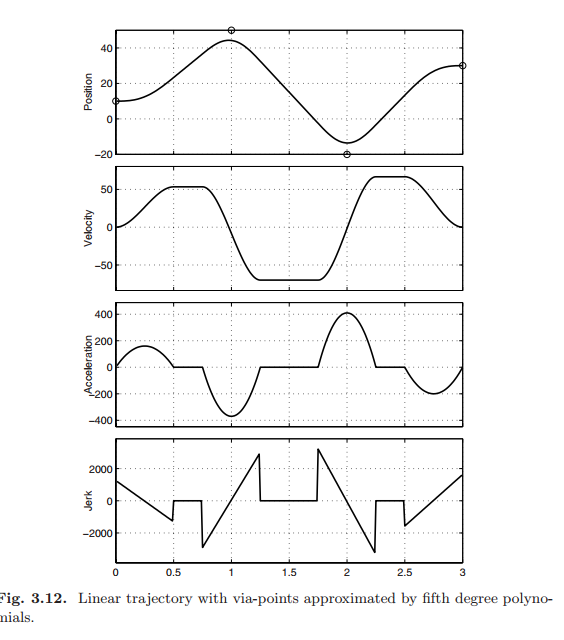 40
20
0
−20
Position
50
0
−50
Velocity
400
200
0
−200
−400
Acceleration
2000
0
−2000
Jerk
0 0.5 1 1.5 2 2.5 3
Fig. 3.12. Linear trajectory with via-points approximated by fifth degree polyno-
mials.